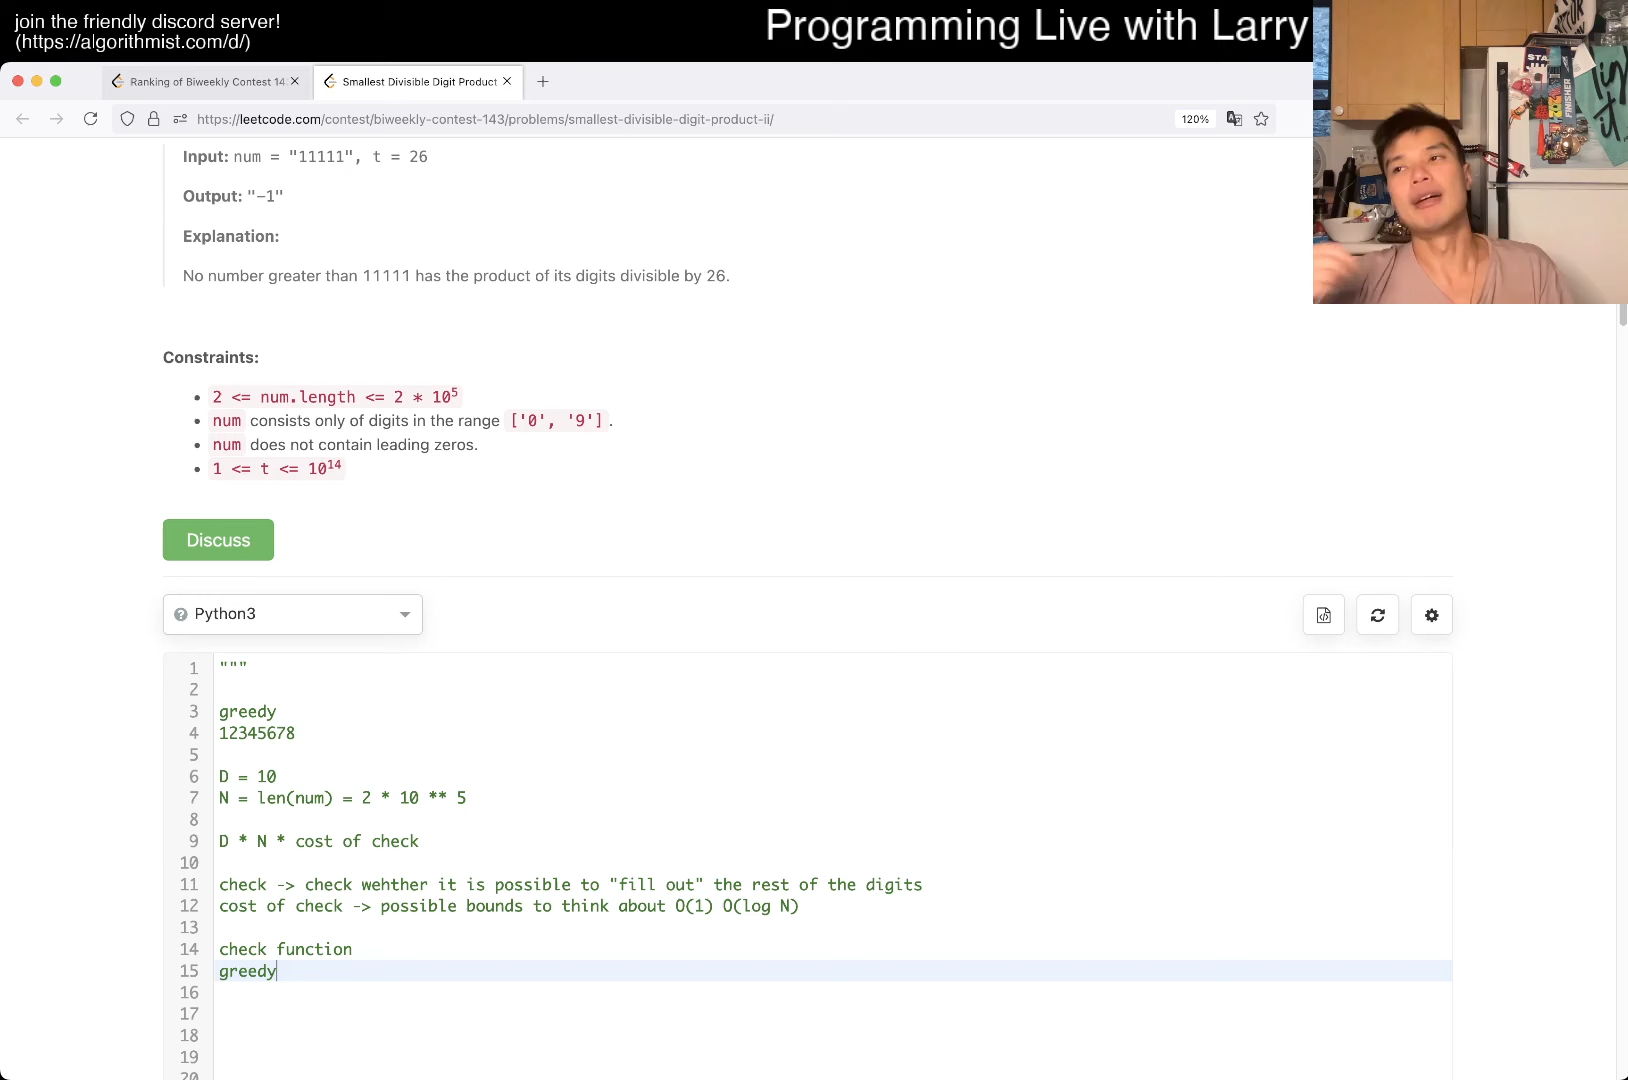 join the friendly discord server!
(https://algorithmist.com/d/)
Programming Live with Larry
Ranking of Biweekly Contest 14
Smallest Divisible Digit Product
https://leetcode.com/contest/biweekly-contest-143/problems/smallest-divisible-digit-product-ii/
120%
Input: num = "11111", t = 26
Output: "-1"
Explanation:
No number greater than 11111 has the product of its digits divisible by 26.
Constraints:
2 <= num.length <= 2 * 10⁵
num consists only of digits in the range ['0', '9'].
num does not contain leading zeros.
1 <= t <= 10¹⁴
Discuss
Python3
1 """
2
3 greedy
4 12345678
5
6 D = 10
7 N = len(num) = 2 * 10 ** 5
8
9 D * N * cost of check
10
11 check -> check wehther it is possible to "fill out" the rest of the digits
12 cost of check -> possible bounds to think about O(1) O(log N)
13
14 check function
15 greedy
16
17
18
19
20
FINISHER